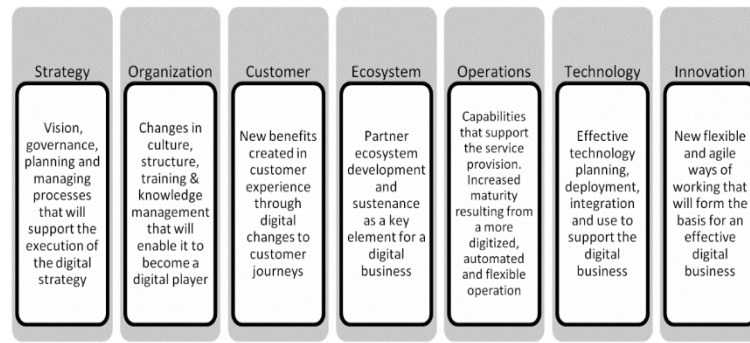 Strategy
Vision,
governance,
planning and
managing
processes
that will
support the
execution of
the digital
strategy
Organization
Changes in
culture,
structure,
training &
knowledge
management
that will
enable it to
become a
digital player
Customer
New benefits
created in
customer
experience
through
digital
changes to
customer
journeys
Ecosystem
Partner
ecosystem
development
and
sustenance
as a key
element for a
digital
business
Operations
Capabilities
that support
the service
provision.
Increased
maturity
resulting from
a more
digitized,
automated
and flexible
operation
Technology
Effective
technology
planning,
deployment,
integration
and use to
support the
digital
business
Innovation
New flexible
and agile
ways of
working that
will form the
basis for an
effective
digital
business